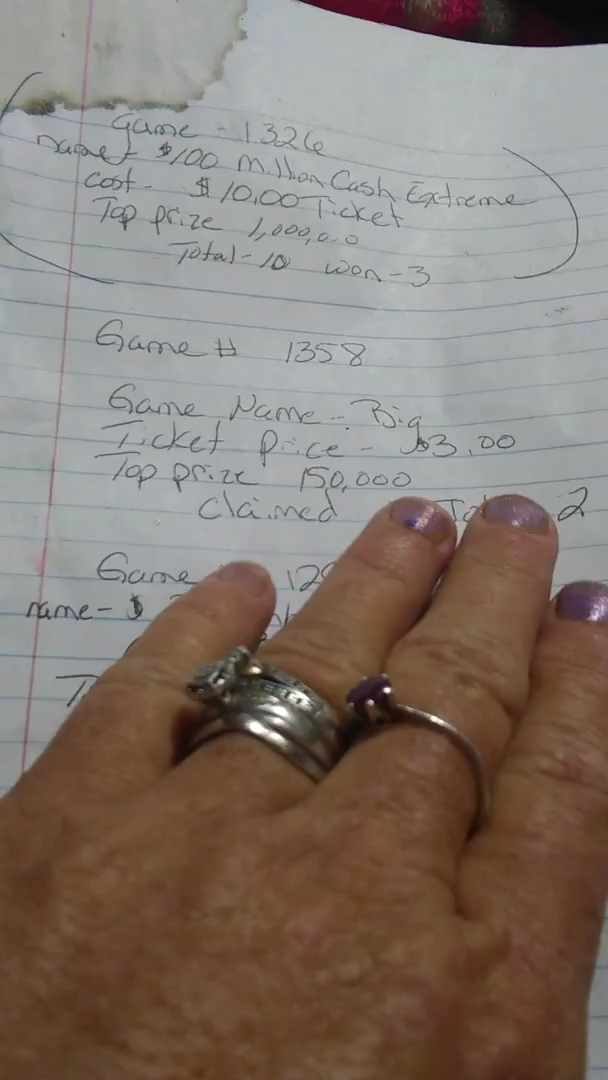 Game - 1326
name - $100 Million Cash Extreme
cost - $10.00 Ticket
Top prize 1,000,000
Total - 10 won - 3
Game # 1358
Game Name - Big
Ticket price - $3.00
Top prize 150,000
claimed 2
Game
name - $